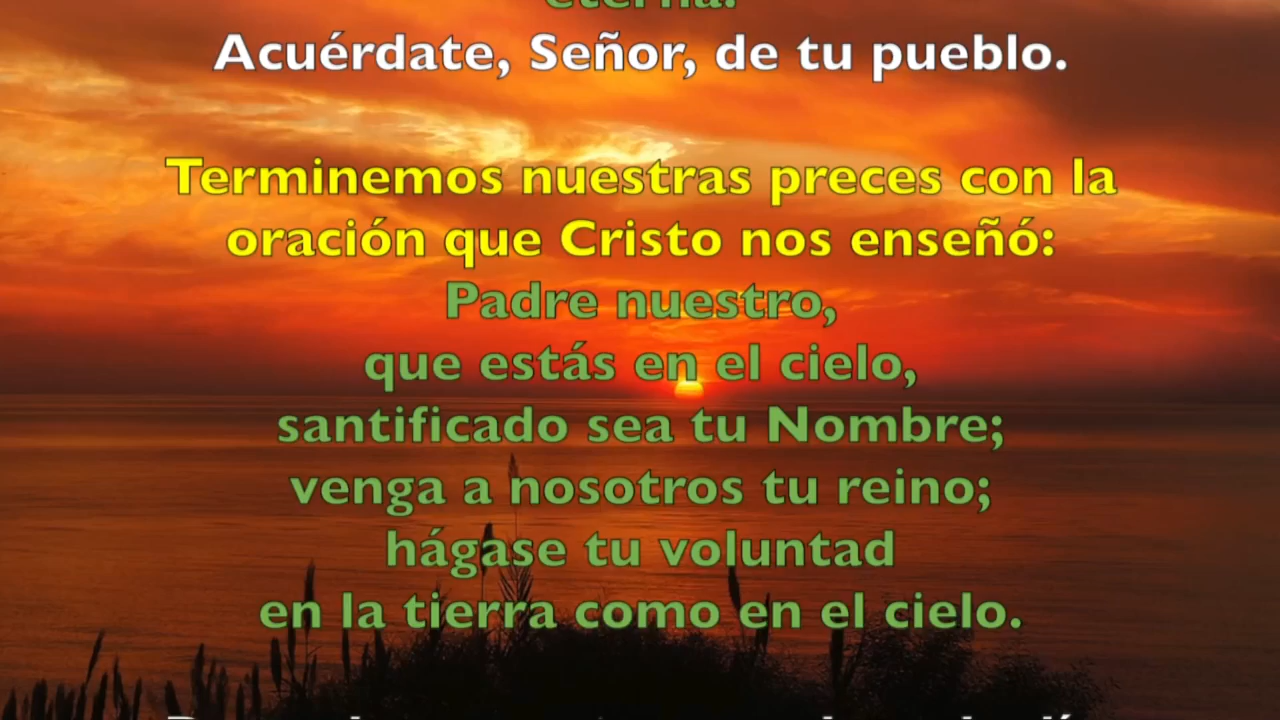 eterna.
Acuérdate, Señor, de tu pueblo.
Terminemos nuestras preces con la
oración que Cristo nos enseñó:
Padre nuestro,
que estás en el cielo,
santificado sea tu Nombre;
venga a nosotros tu reino;
hágase tu voluntad
en la tierra como en el cielo.